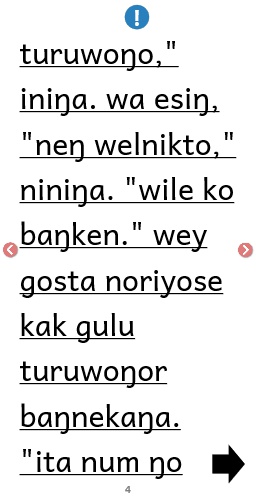 turuwoŋo,"
iniŋa. wa esiŋ,
"neŋ welnikto,"
niniŋa. "wile ko
baŋken." wey
gosta noriyose
kak gulu
turuwoŋor
baŋnekaŋa.
"ita num ŋo
4